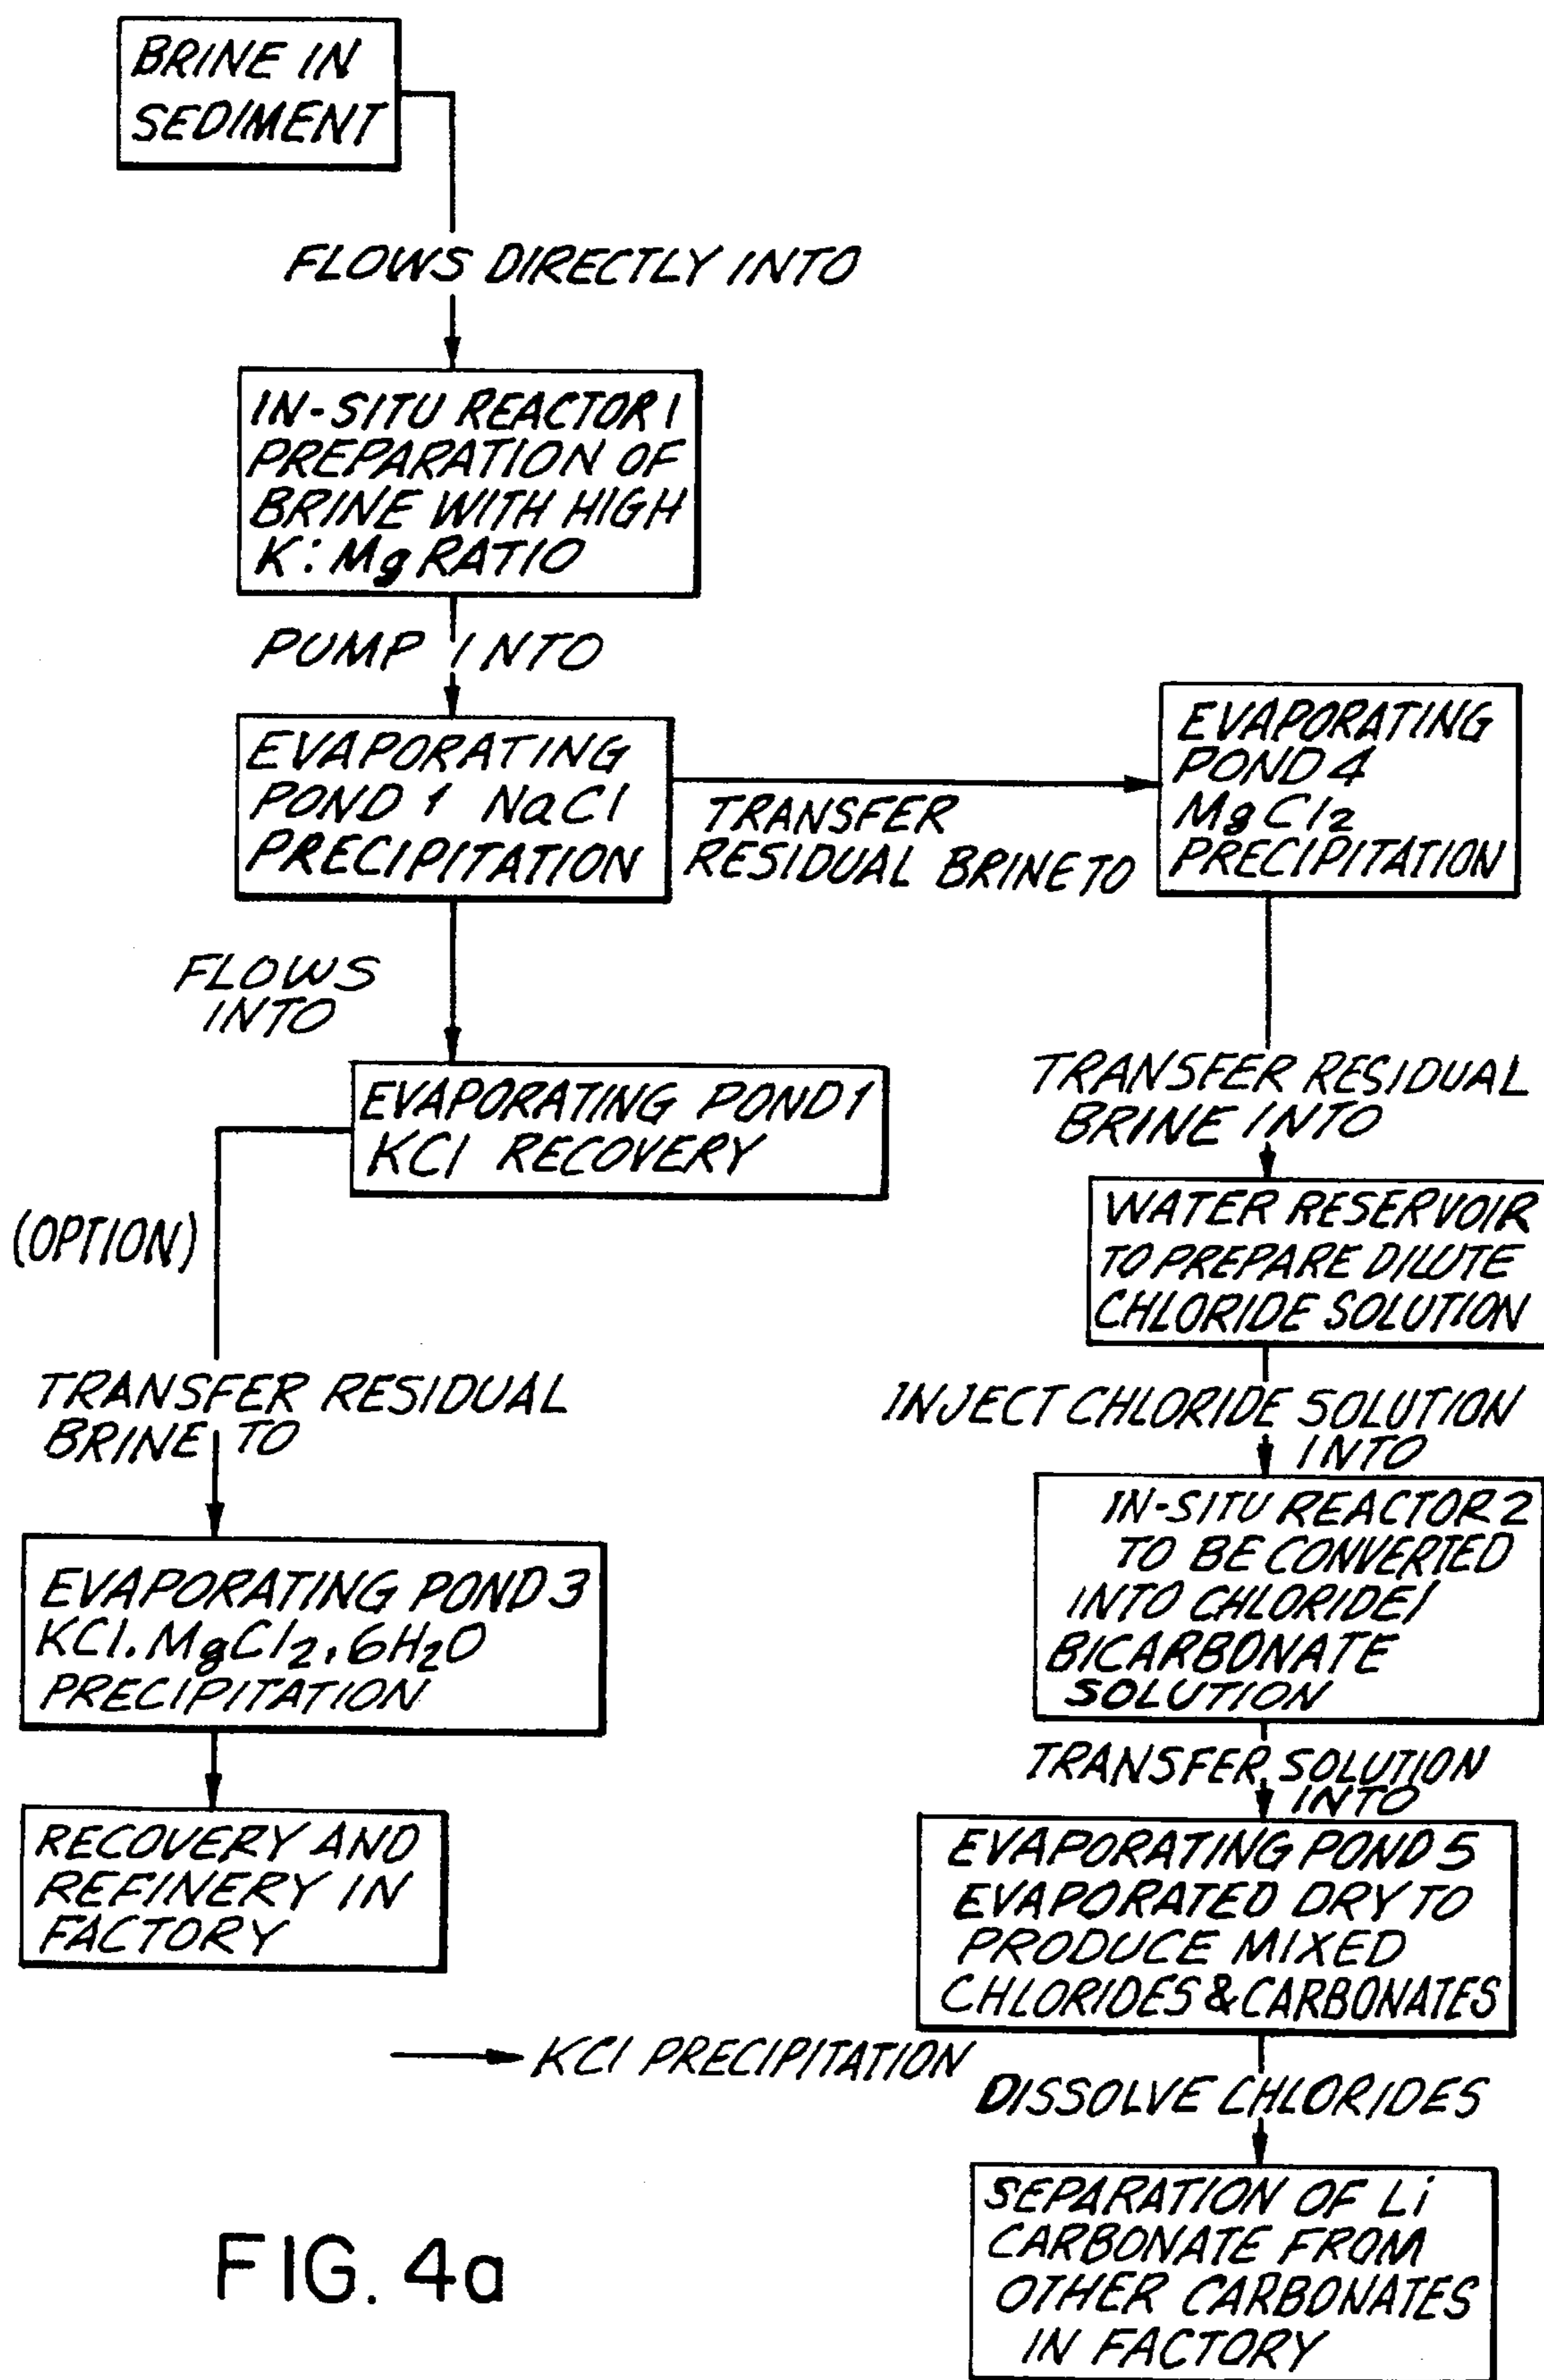 BRINE IN
SEDIMENT
FLOWS DIRECTLY INTO
IN-SITU REACTOR 1
PREPARATION OF
BRINE WITH HIGH
K:Mg RATIO
PUMP INTO
EVAPORATING
POND 1 NaCl
PRECIPITATION
TRANSFER
RESIDUAL BRINE TO
EVAPORATING
POND 4
MgCl2
PRECIPITATION
FLOWS
INTO
EVAPORATING POND 1
KCl RECOVERY
(OPTION)
TRANSFER RESIDUAL
BRINE TO
EVAPORATING POND 3
KCl.MgCl2.6H2O
PRECIPITATION
RECOVERY AND
REFINERY IN
FACTORY
TRANSFER RESIDUAL
BRINE INTO
WATER RESERVOIR
TO PREPARE DILUTE
CHLORIDE SOLUTION
INJECT CHLORIDE SOLUTION
INTO
IN-SITU REACTOR 2
TO BE CONVERTED
INTO CHLORIDE/
BICARBONATE
SOLUTION
TRANSFER SOLUTION
INTO
EVAPORATING POND 5
EVAPORATED DRY TO
PRODUCE MIXED
CHLORIDES & CARBONATES
KCl PRECIPITATION
DISSOLVE CHLORIDES
SEPARATION OF Li
CARBONATE FROM
OTHER CARBONATES
IN FACTORY
FIG. 4a